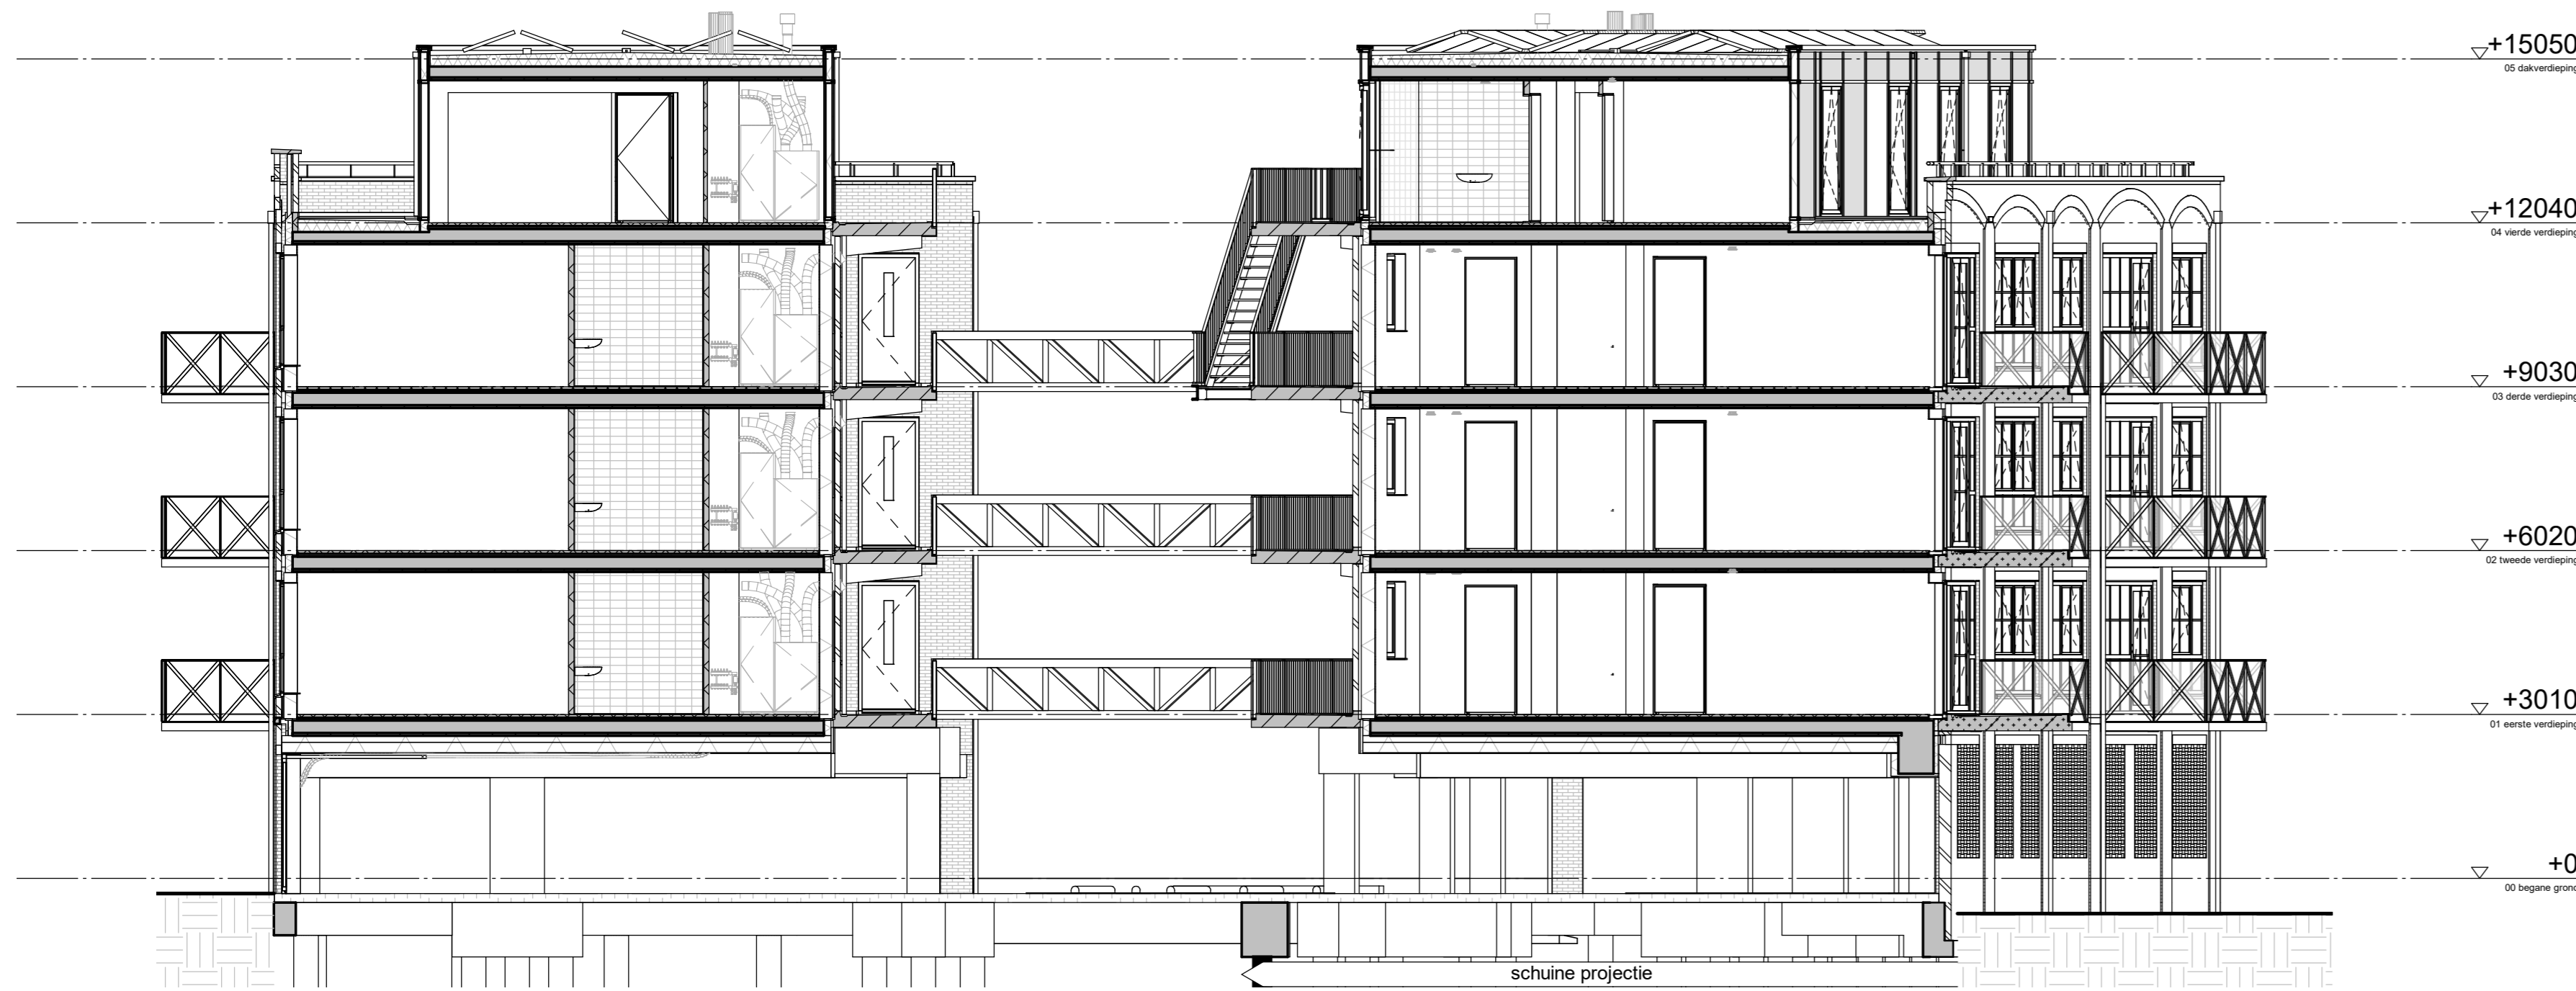 +15050
05 dakverdieping
+12040
04 vierde verdieping
+9030
03 derde verdieping
+6020
02 tweede verdieping
+3010
01 eerste verdieping
+0
00 begane grond
schuine projectie